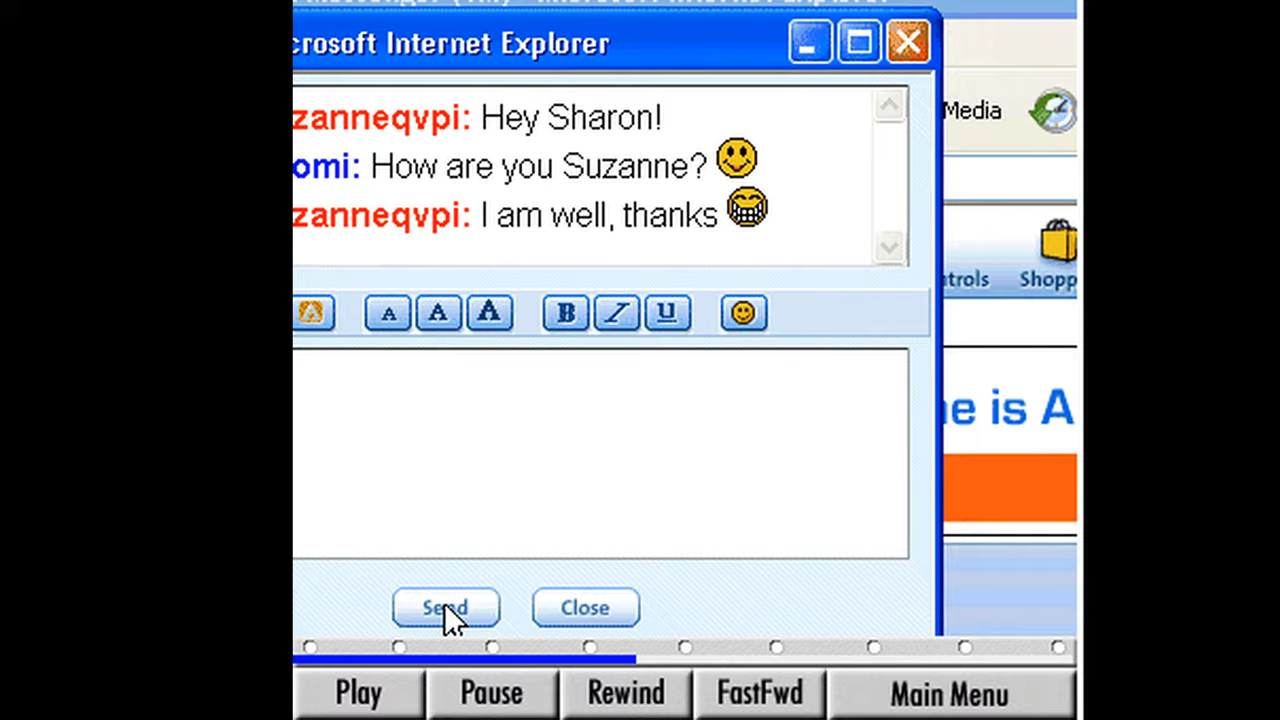 crosoft Internet Explorer
Media
zanneqvpi: Hey Sharon!
omi: How are you Suzanne?
zanneqvpi: I am well, thanks
trols Shopp
A A A B I U
e is A
Send Close
Play Pause Rewind FastFwd Main Menu